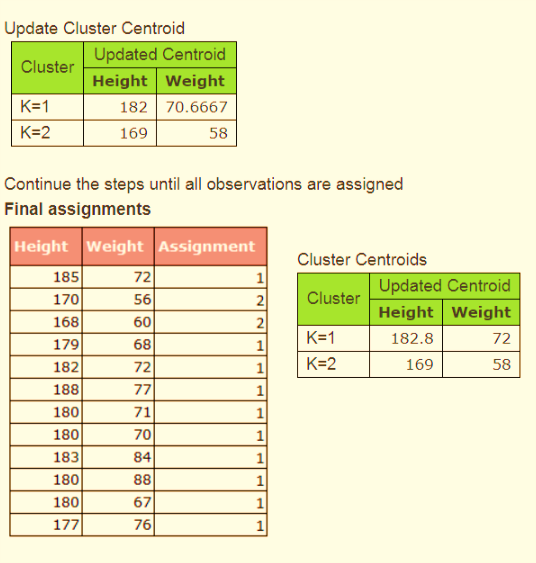 Update Cluster Centroid
Cluster Updated Centroid
Height Weight
K=1 182 70.6667
K=2 169 58
Continue the steps until all observations are assigned
Final assignments
Height Weight Assignment
185 72 1
170 56 2
168 60 2
179 68 1
182 72 1
188 77 1
180 71 1
180 70 1
183 84 1
180 88 1
180 67 1
177 76 1
Cluster Centroids
Cluster Updated Centroid
Height Weight
K=1 182.8 72
K=2 169 58